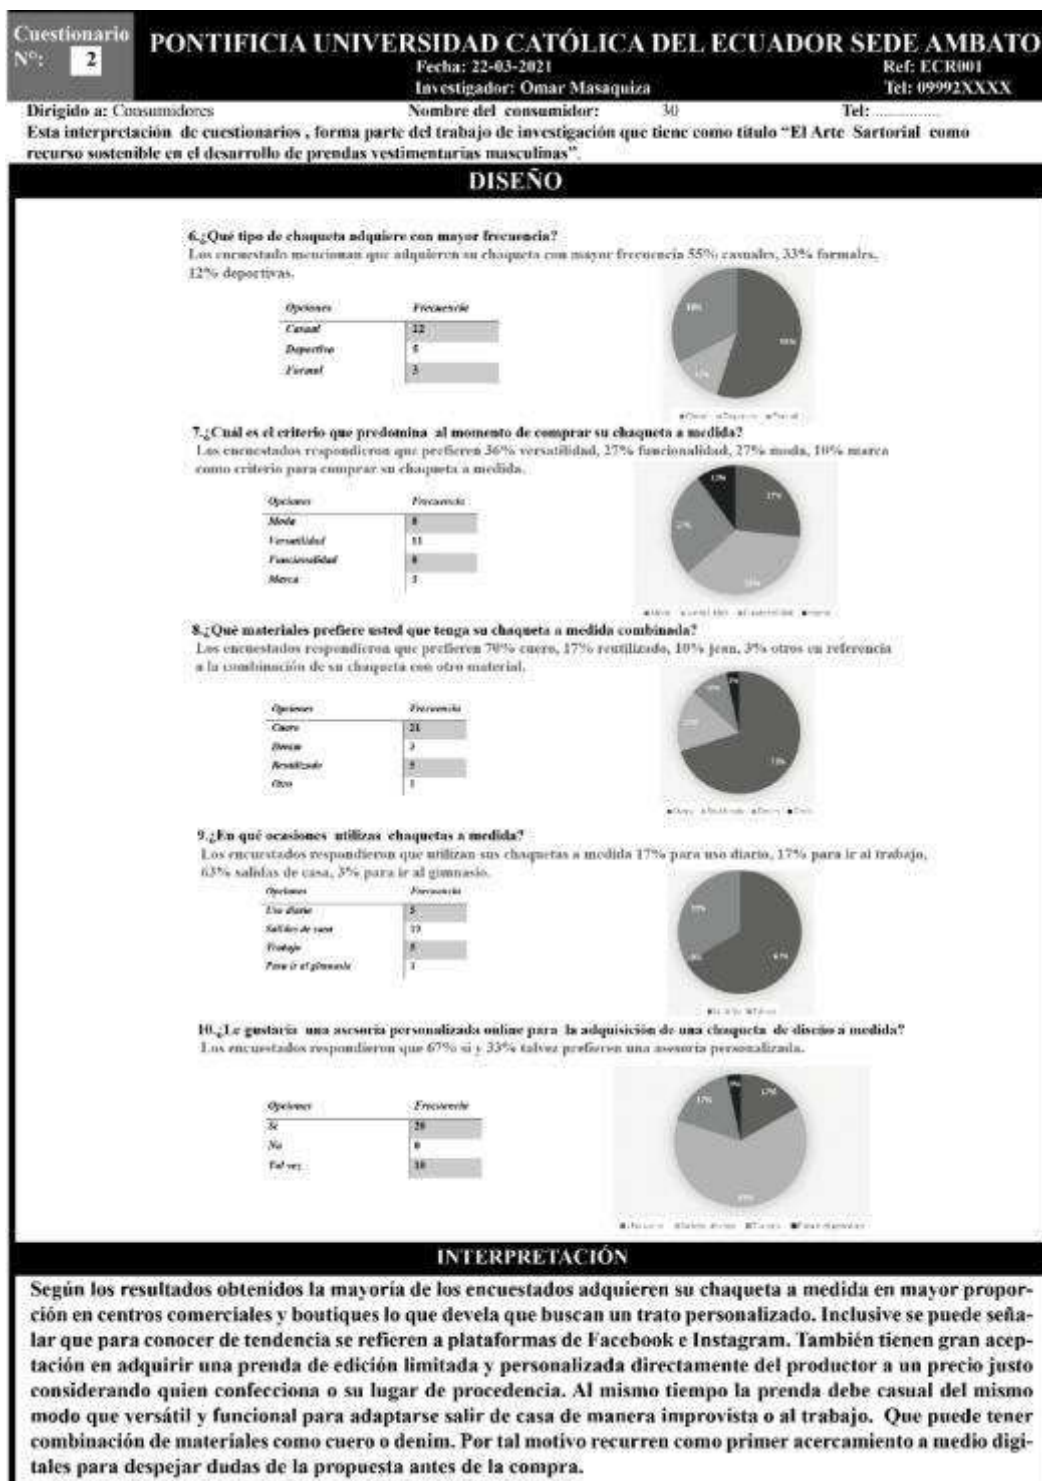 Cuestionario
Nº: 2
PONTIFICIA UNIVERSIDAD CATÓLICA DEL ECUADOR SEDE AMBATO
Fecha: 22-03-2021
Ref: ECR001
Investigador: Omar Masaquiza
Tel: 09992XXXX
Dirigido a: Consumidores Nombre del consumidor: 30 Tel: ...............
Esta interpretación de cuestionarios , forma parte del trabajo de investigación que tiene como título “El Arte Sartorial como
recurso sostenible en el desarrollo de prendas vestimentarias masculinas”.
DISEÑO
6.¿Qué tipo de chaqueta adquiere con mayor frecuencia?
Los encuestado mencionan que adquieren su chaqueta con mayor frecuencia 55% casuales, 33% formales,
12% deportivas.
Opciones Frecuencia
Casual 22
Deportiva 5
Formal 3
7.¿Cuál es el criterio que predomina al momento de comprar su chaqueta a medida?
Los encuestados respondieron que prefieren 36% versatilidad, 27% funcionalidad, 27% moda, 10% marca
como criterio para comprar su chaqueta a medida.
Opciones Frecuencia
Moda 8
Versatilidad 11
Funcionalidad 8
Marca 3
27%
8.¿Qué materiales prefiere usted que tenga su chaqueta a medida combinada?
Los encuestados respondieron que prefieren 70% cuero, 17% reutilizado, 10% jean, 3% otros en referencia
a la combinación de su chaqueta con otro material.
Opciones Frecuencia
Cuero 21
Denim 3
Reutilizado 5
Otro 1
9.¿En qué ocasiones utilizas chaquetas a medida?
Los encuestados respondieron que utilizan sus chaquetas a medida 17% para uso diario, 17% para ir al trabajo,
63% salidas de casa, 3% para ir al gimnasio.
Opciones Frecuencia
Uso diario 5
Salidas de casa 19
Trabajo 5
Para ir al gimnasio 1
10.¿Le gustaría una asesoría personalizada online para la adquisición de una chaqueta de diseño a medida?
Los encuestados respondieron que 67% si y 33% talvez prefieren una asesoría personalizada.
Opciones Frecuencia
Si 20
No 0
Tal vez 10
17% 17%
INTERPRETACIÓN
Según los resultados obtenidos la mayoría de los encuestados adquieren su chaqueta a medida en mayor propor-
ción en centros comerciales y boutiques lo que devela que buscan un trato personalizado. Inclusive se puede seña-
lar que para conocer de tendencia se refieren a plataformas de Facebook e Instagram. También tienen gran acep-
tación en adquirir una prenda de edición limitada y personalizada directamente del productor a un precio justo
considerando quien confecciona o su lugar de procedencia. Al mismo tiempo la prenda debe casual del mismo
modo que versátil y funcional para adaptarse salir de casa de manera improvista o al trabajo. Que puede tener
combinación de materiales como cuero o denim. Por tal motivo recurren como primer acercamiento a medio digi-
tales para despejar dudas de la propuesta antes de la compra.